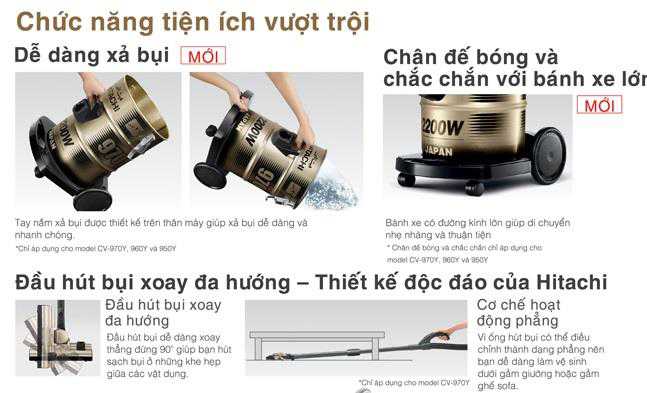 Chức năng tiện ích vượt trội
Dễ dàng xả bụi MỚI
Chân đế bóng và
chắc chắn với bánh xe lớn
MỚI
2200W
HITACHI
2200W
HITACHI
2200W
JAPAN
Tay nắm xả bụi được thiết kế trên thân máy giúp xả bụi dễ dàng và
nhanh chóng.
*Chỉ áp dụng cho model CV-970Y, 960Y và 950Y
Bánh xe có đường kính lớn giúp di chuyển
nhẹ nhàng và thuận tiện
* Chân đế bóng và chắc chắn chỉ áp dụng cho
model CV-970Y, 960Y và 950Y
Đầu hút bụi xoay đa hướng – Thiết kế độc đáo của Hitachi
Đầu hút bụi xoay
đa hướng
Đầu hút bụi dễ dàng xoay
thẳng đứng 90° giúp bạn hút
sạch bụi ở những khe hẹp
giữa các vật dụng.
*Chỉ áp dụng cho model CV-970Y
Cơ chế hoạt
động phẳng
Vì ống hút bụi có thể điều
chỉnh thành dạng phẳng nên
bạn dễ dàng làm vệ sinh
dưới gầm giường hoặc gầm
ghế sofa.